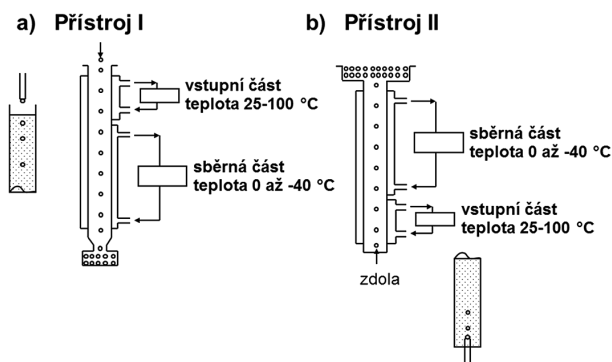 a) Přístroj I
vstupní část
teplota 25-100 °C
sběrná část
teplota 0 až -40 °C
b) Přístroj II
sběrná část
teplota 0 až -40 °C
vstupní část
teplota 25-100 °C
zdola